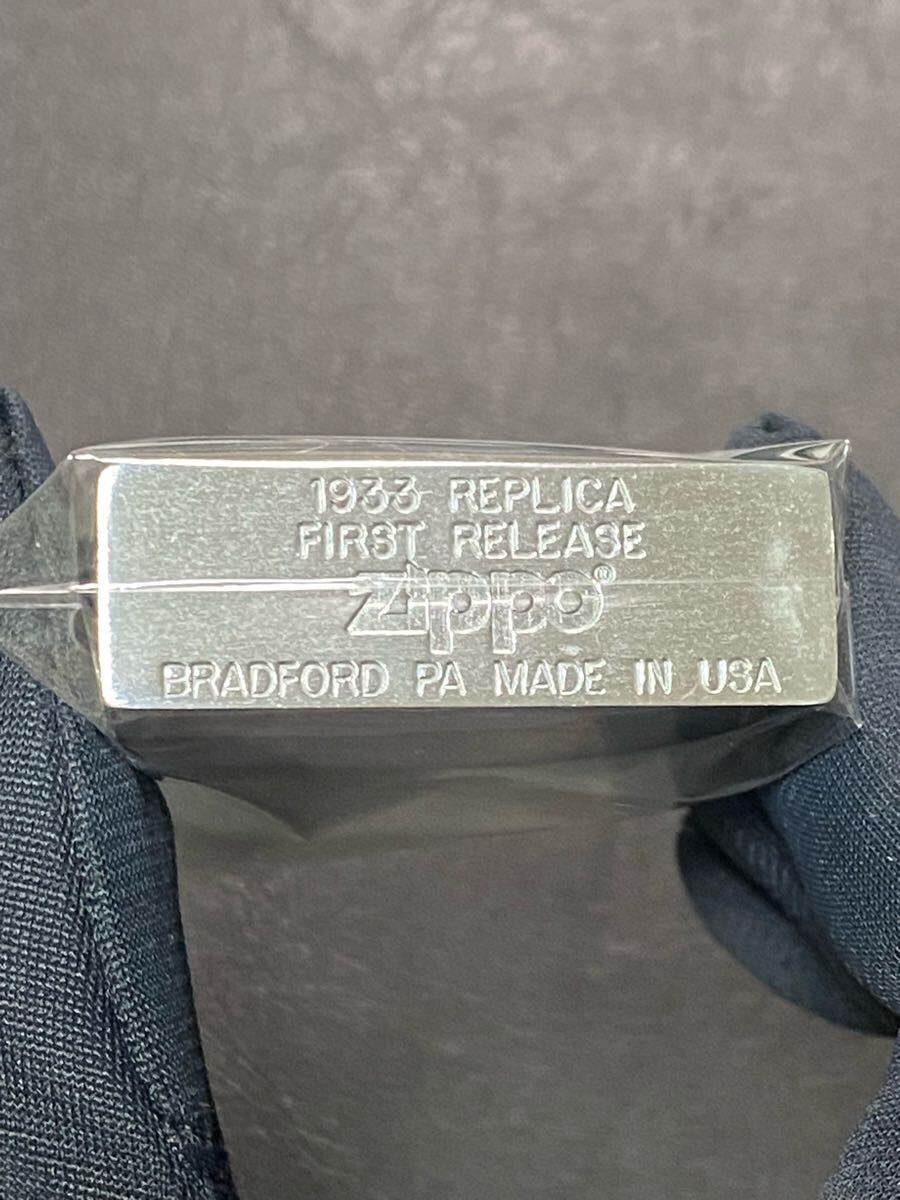 1933 REPLICA
FIRST RELEASE
Zippo®
BRADFORD PA MADE IN USA